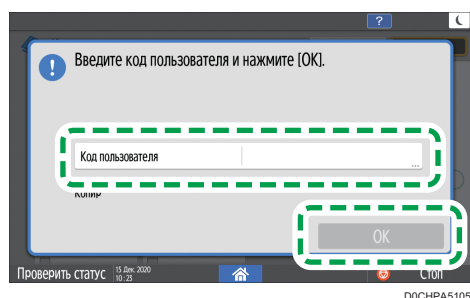 ?
Введите код пользователя и нажмите [OK].
Код пользователя
...
Копир
OK
Проверить статус
15 Дек. 2020
10:23
Стоп
D0CHPA5105